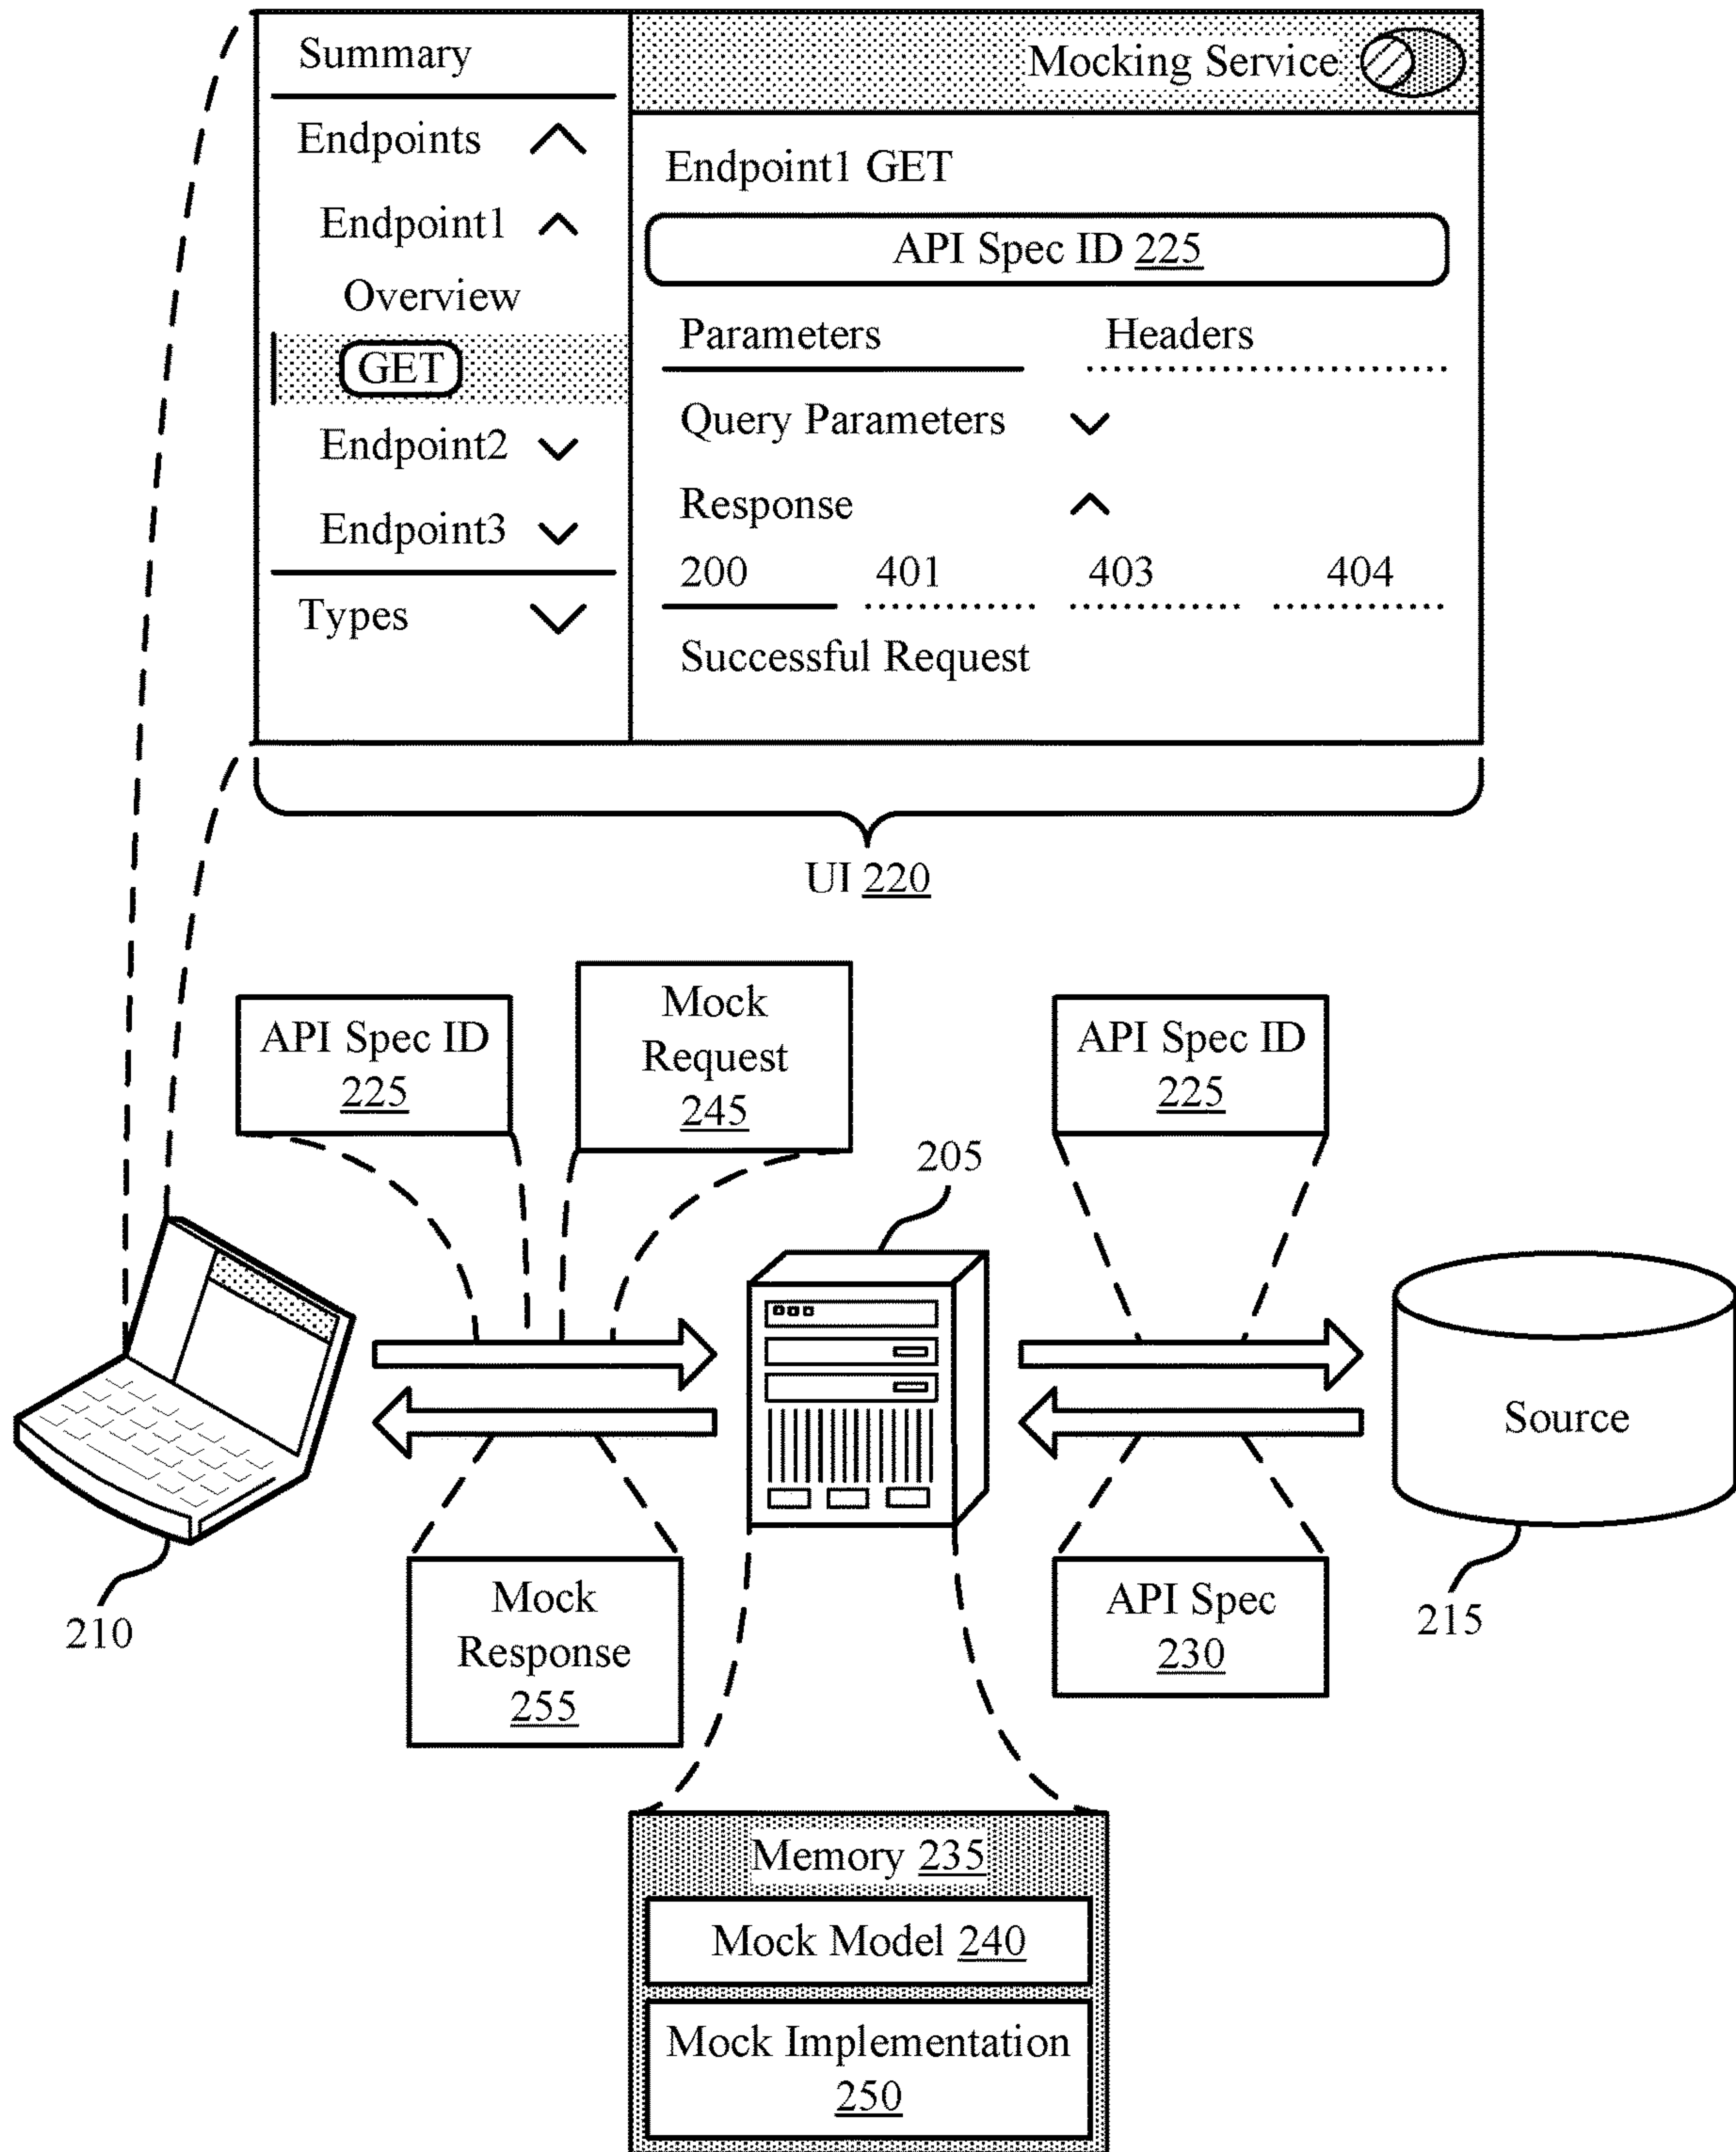 Summary
Endpoints
Endpoint1
Overview
GET
Endpoint2
Endpoint3
Types
Mocking Service
Endpoint1 GET
API Spec ID 225
Parameters Headers
Query Parameters
Response
200 401 403 404
Successful Request
UI 220
API Spec ID
225
Mock
Request
245
API Spec ID
225
205
Source
210
Mock
Response
255
API Spec
230
215
Memory 235
Mock Model 240
Mock Implementation
250